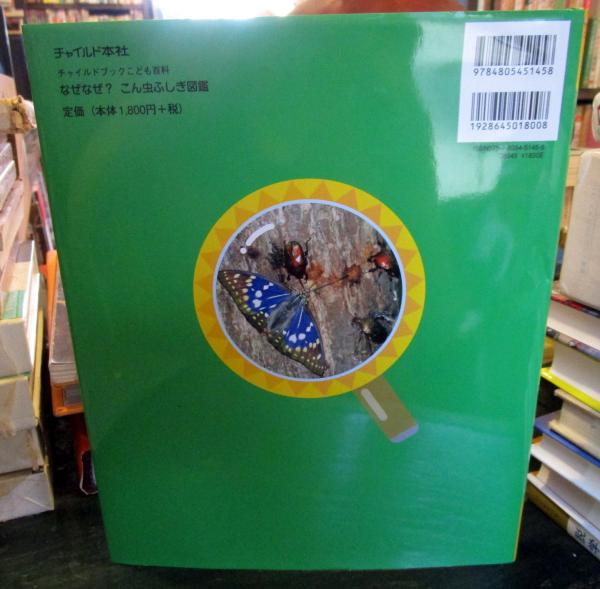 チャイルド本社
チャイルドブックこども百科
なぜなぜ? こん虫ふしぎ図鑑
定価(本体1,800円+税)
9784805451458
1928645018008